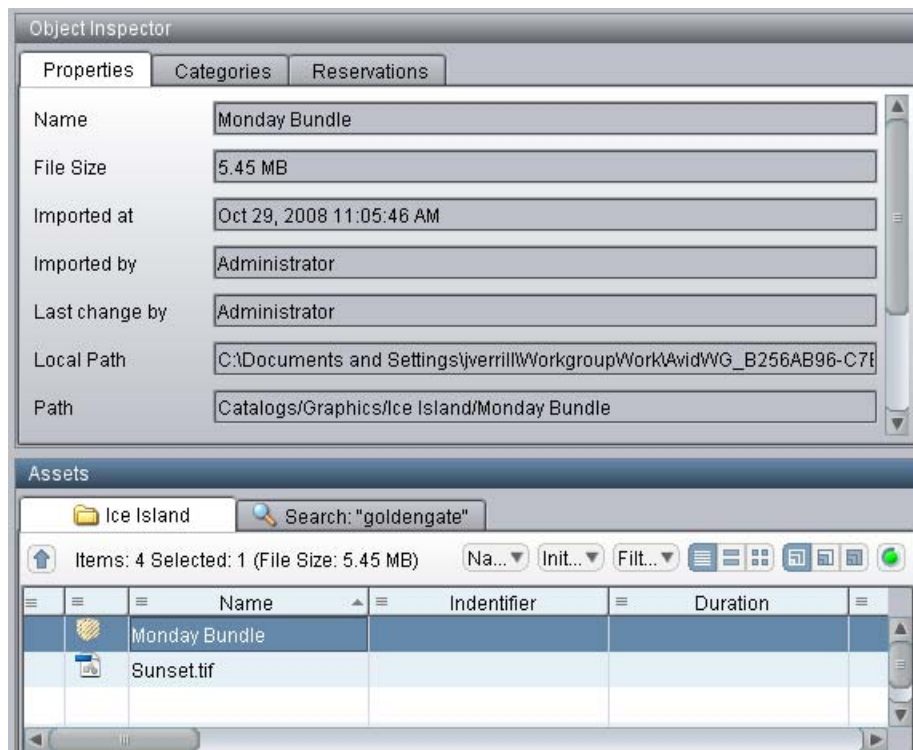 Object Inspector
Properties Categories Reservations
Name Monday Bundle
File Size 5.45 MB
Imported at Oct 29, 2008 11:05:46 AM
Imported by Administrator
Last change by Administrator
Local Path C:\Documents and Settings\jverrill\WorkgroupWork\AvidWG_B256AB96-C7
Path Catalogs/Graphics/Ice Island/Monday Bundle
Assets
Ice Island Search: "goldengate"
Items: 4 Selected: 1 (File Size: 5.45 MB) Na... Init... Filt...
Name Indentifier Duration
Monday Bundle
Sunset.tif